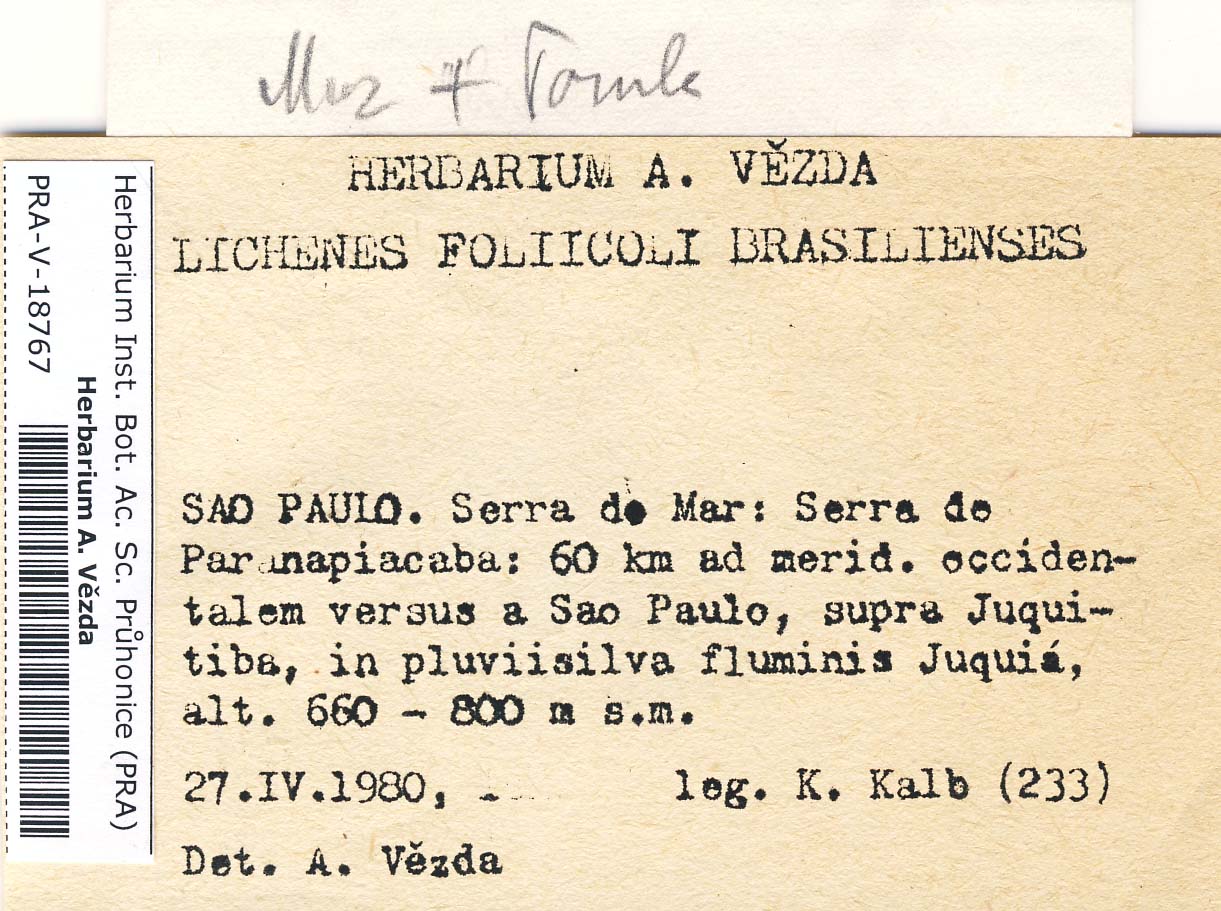 HERBARIUM A. VĚZDA
LICHENES FOLIICOLI BRASILIENSES
SAO PAULO. Serra do Mar: Serra de
Paranapiacaba: 60 km ad merid. occiden-
talem versus a Sao Paulo, supra Juqui-
tiba, in pluviisilva fluminis Juquiá,
alt. 660 - 800 m s.m.
27.IV.1980,
leg. K. Kalb (233)
Det. A. Vězda
Herbarium Inst. Bot. Ac. Sc. Průhonice (PRA)
Herbarium A. Vězda
PRA-V-18767